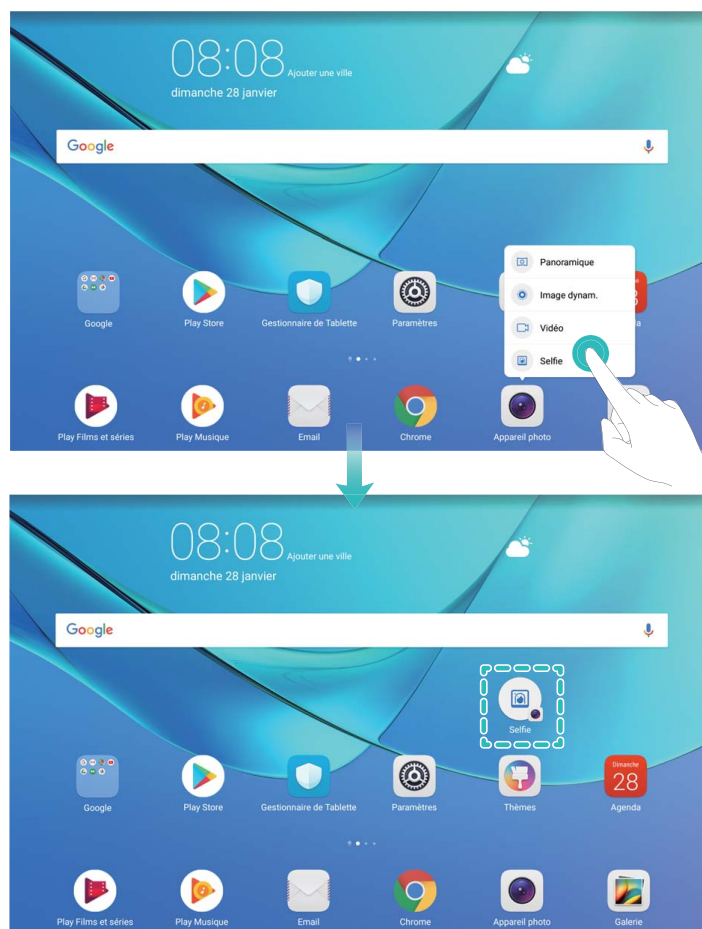 08:08 Ajouter une ville
dimanche 28 janvier
Google
Panoramique
Image dynam.
Vidéo
Selfie
Google
Play Store
Gestionnaire de Tablette
Paramètres
Play Films et séries
Play Musique
Email
Chrome
Appareil photo
08:08 Ajouter une ville
dimanche 28 janvier
Google
Selfie
Dimanche
28
Google
Play Store
Gestionnaire de Tablette
Paramètres
Thèmes
Agenda
Play Films et séries
Play Musique
Email
Chrome
Appareil photo
Galerie